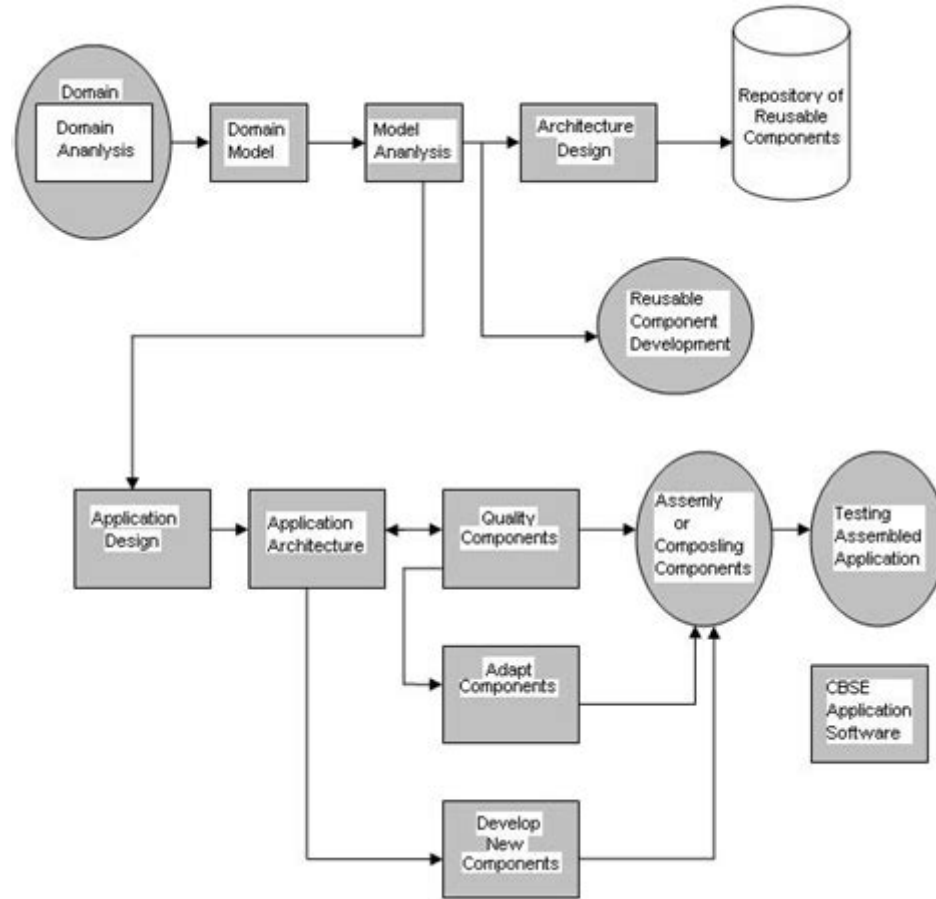 Domain
Domain
Ananlysis
Domain
Model
Model
Ananlysis
Architecture
Design
Repository of
Reusable
Components
Reusable
Component
Development
Application
Design
Application
Architecture
Quality
Components
Assemly
or
Composling
Components
Testing
Assembled
Application
Adapt
Components
CBSE
Application
Software
Develop
New
Components